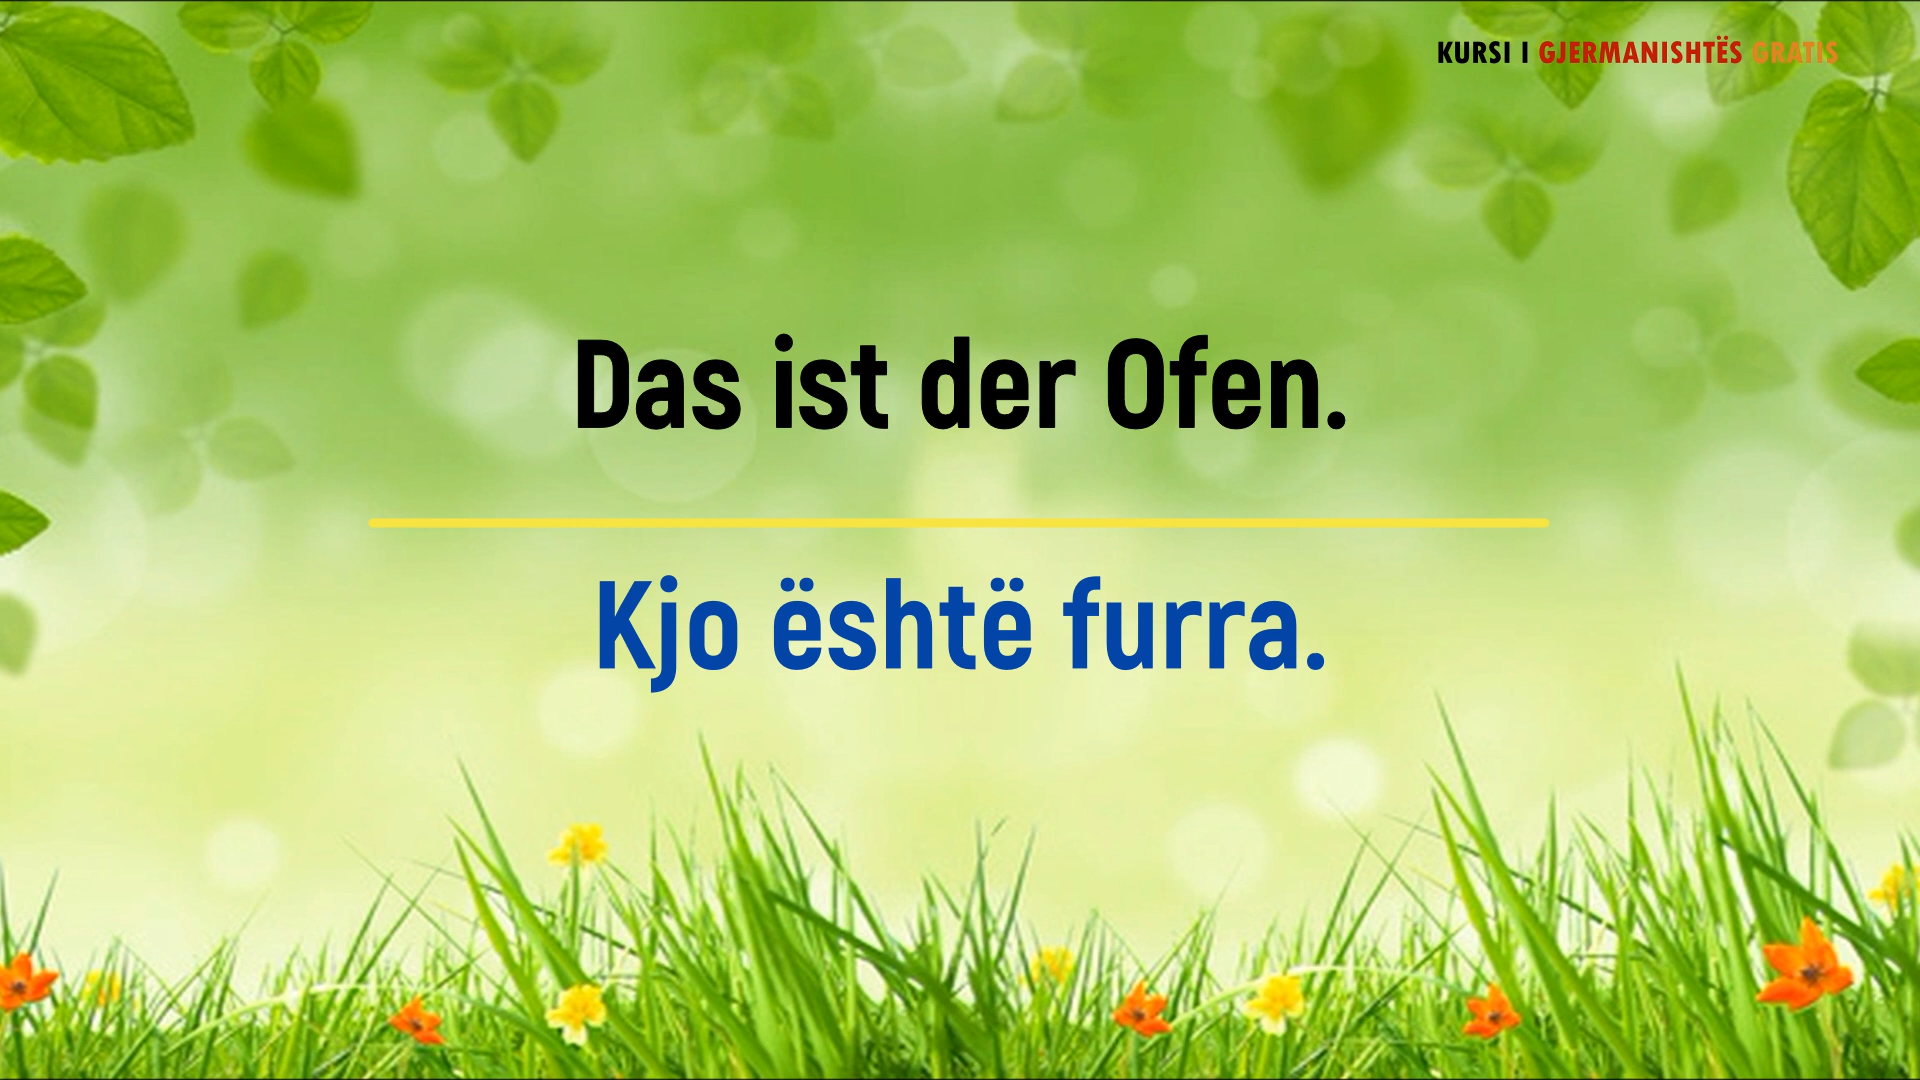 KURSI I GJERMANISHTËS GRATIS
Das ist der Ofen.
Kjo është furra.